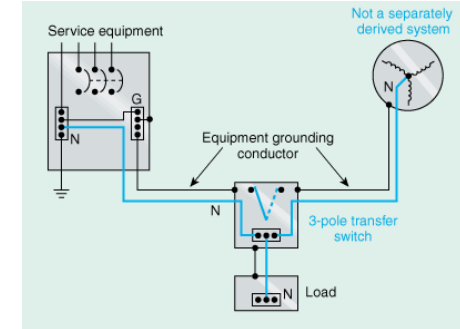 Not a separately
derived system
Service equipment
G
N
N
Equipment grounding
conductor
N
3-pole transfer
switch
N
Load